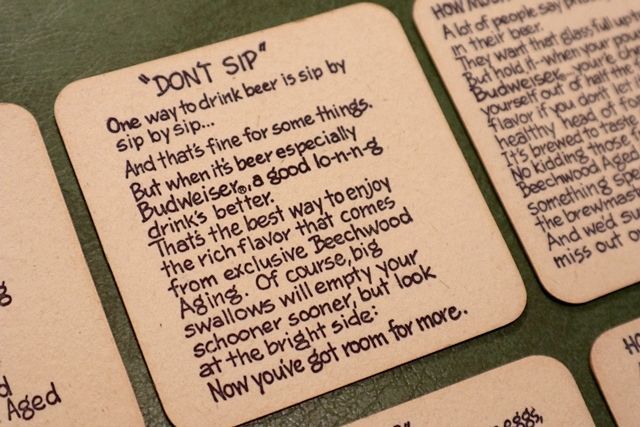 "DON'T SIP"
One way to drink beer is sip by
sip by sip...
And that's fine for some things.
But when it's beer especially
Budweiser®, a good lo-n-n-g
drink's better.
That's the best way to enjoy
the rich flavor that comes
from exclusive Beechwood
Aging. Of course, big
swallows will empty your
schooner sooner, but look
at the bright side:
Now you've got room for more.
A lot of people say
in their beer.
They want that glass full up
But hold it--when your
Budweiser--you're
yourself out of half the
flavor if you don't let
healthy head of
It's brewed to taste
No kidding those
Beechwood Aged
something
the brewmas
And we'd
miss out o
d
Aged
eggs,